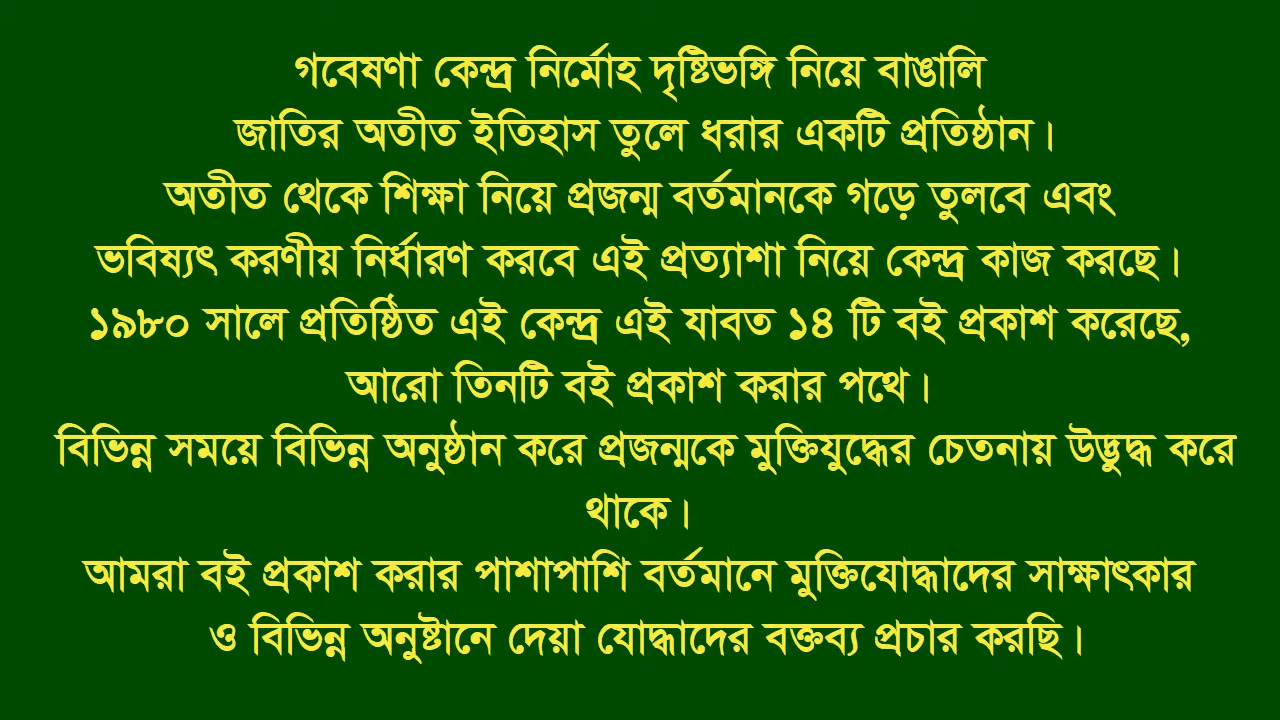 গবেষণা কেন্দ্র নির্মোহ দৃষ্টিভঙ্গি নিয়ে বাঙালি
জাতির অতীত ইতিহাস তুলে ধরার একটি প্রতিষ্ঠান।
অতীত থেকে শিক্ষা নিয়ে প্রজন্ম বর্তমানকে গড়ে তুলবে এবং
ভবিষ্যৎ করণীয় নির্ধারণ করবে এই প্রত্যাশা নিয়ে কেন্দ্র কাজ করছে।
১৯৮০ সালে প্রতিষ্ঠিত এই কেন্দ্র এই যাবত ১৪ টি বই প্রকাশ করেছে,
আরো তিনটি বই প্রকাশ করার পথে।
বিভিন্ন সময়ে বিভিন্ন অনুষ্ঠান করে প্রজন্মকে মুক্তিযুদ্ধের চেতনায় উদ্ভুদ্ধ করে
থাকে।
আমরা বই প্রকাশ করার পাশাপাশি বর্তমানে মুক্তিযোদ্ধাদের সাক্ষাৎকার
ও বিভিন্ন অনুষ্টানে দেয়া যোদ্ধাদের বক্তব্য প্রচার করছি।